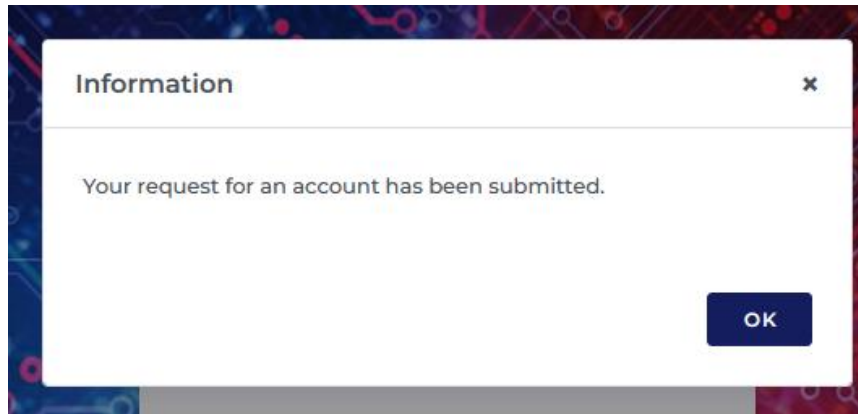 Information
×
Your request for an account has been submitted.
OK